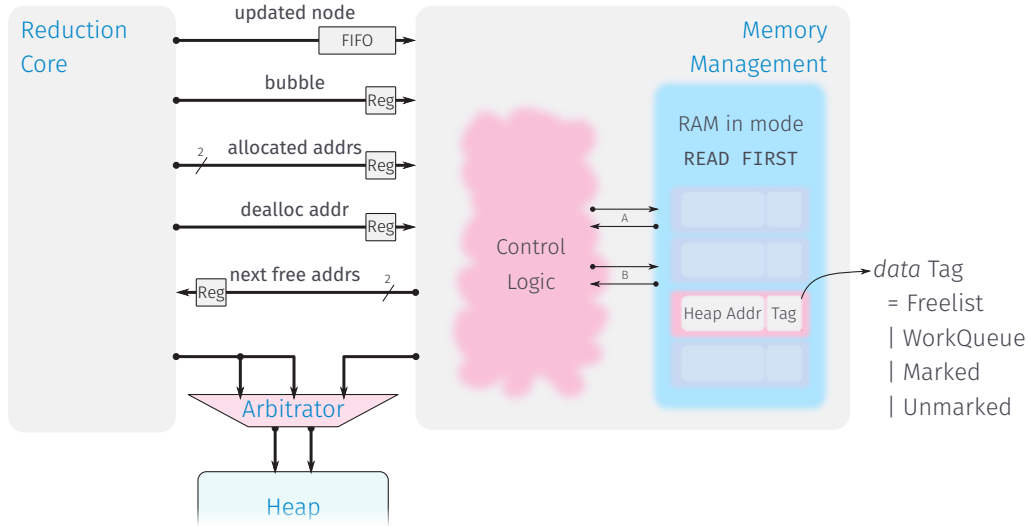 Reduction
Core
updated node
FIFO
bubble
Reg
2
allocated addrs
Reg
dealloc addr
Reg
next free addrs
Reg
2
Arbitrator
Heap
Memory
Management
Control
Logic
A
B
RAM in mode
READ FIRST
Heap Addr
Tag
data Tag
= Freelist
| WorkQueue
| Marked
| Unmarked